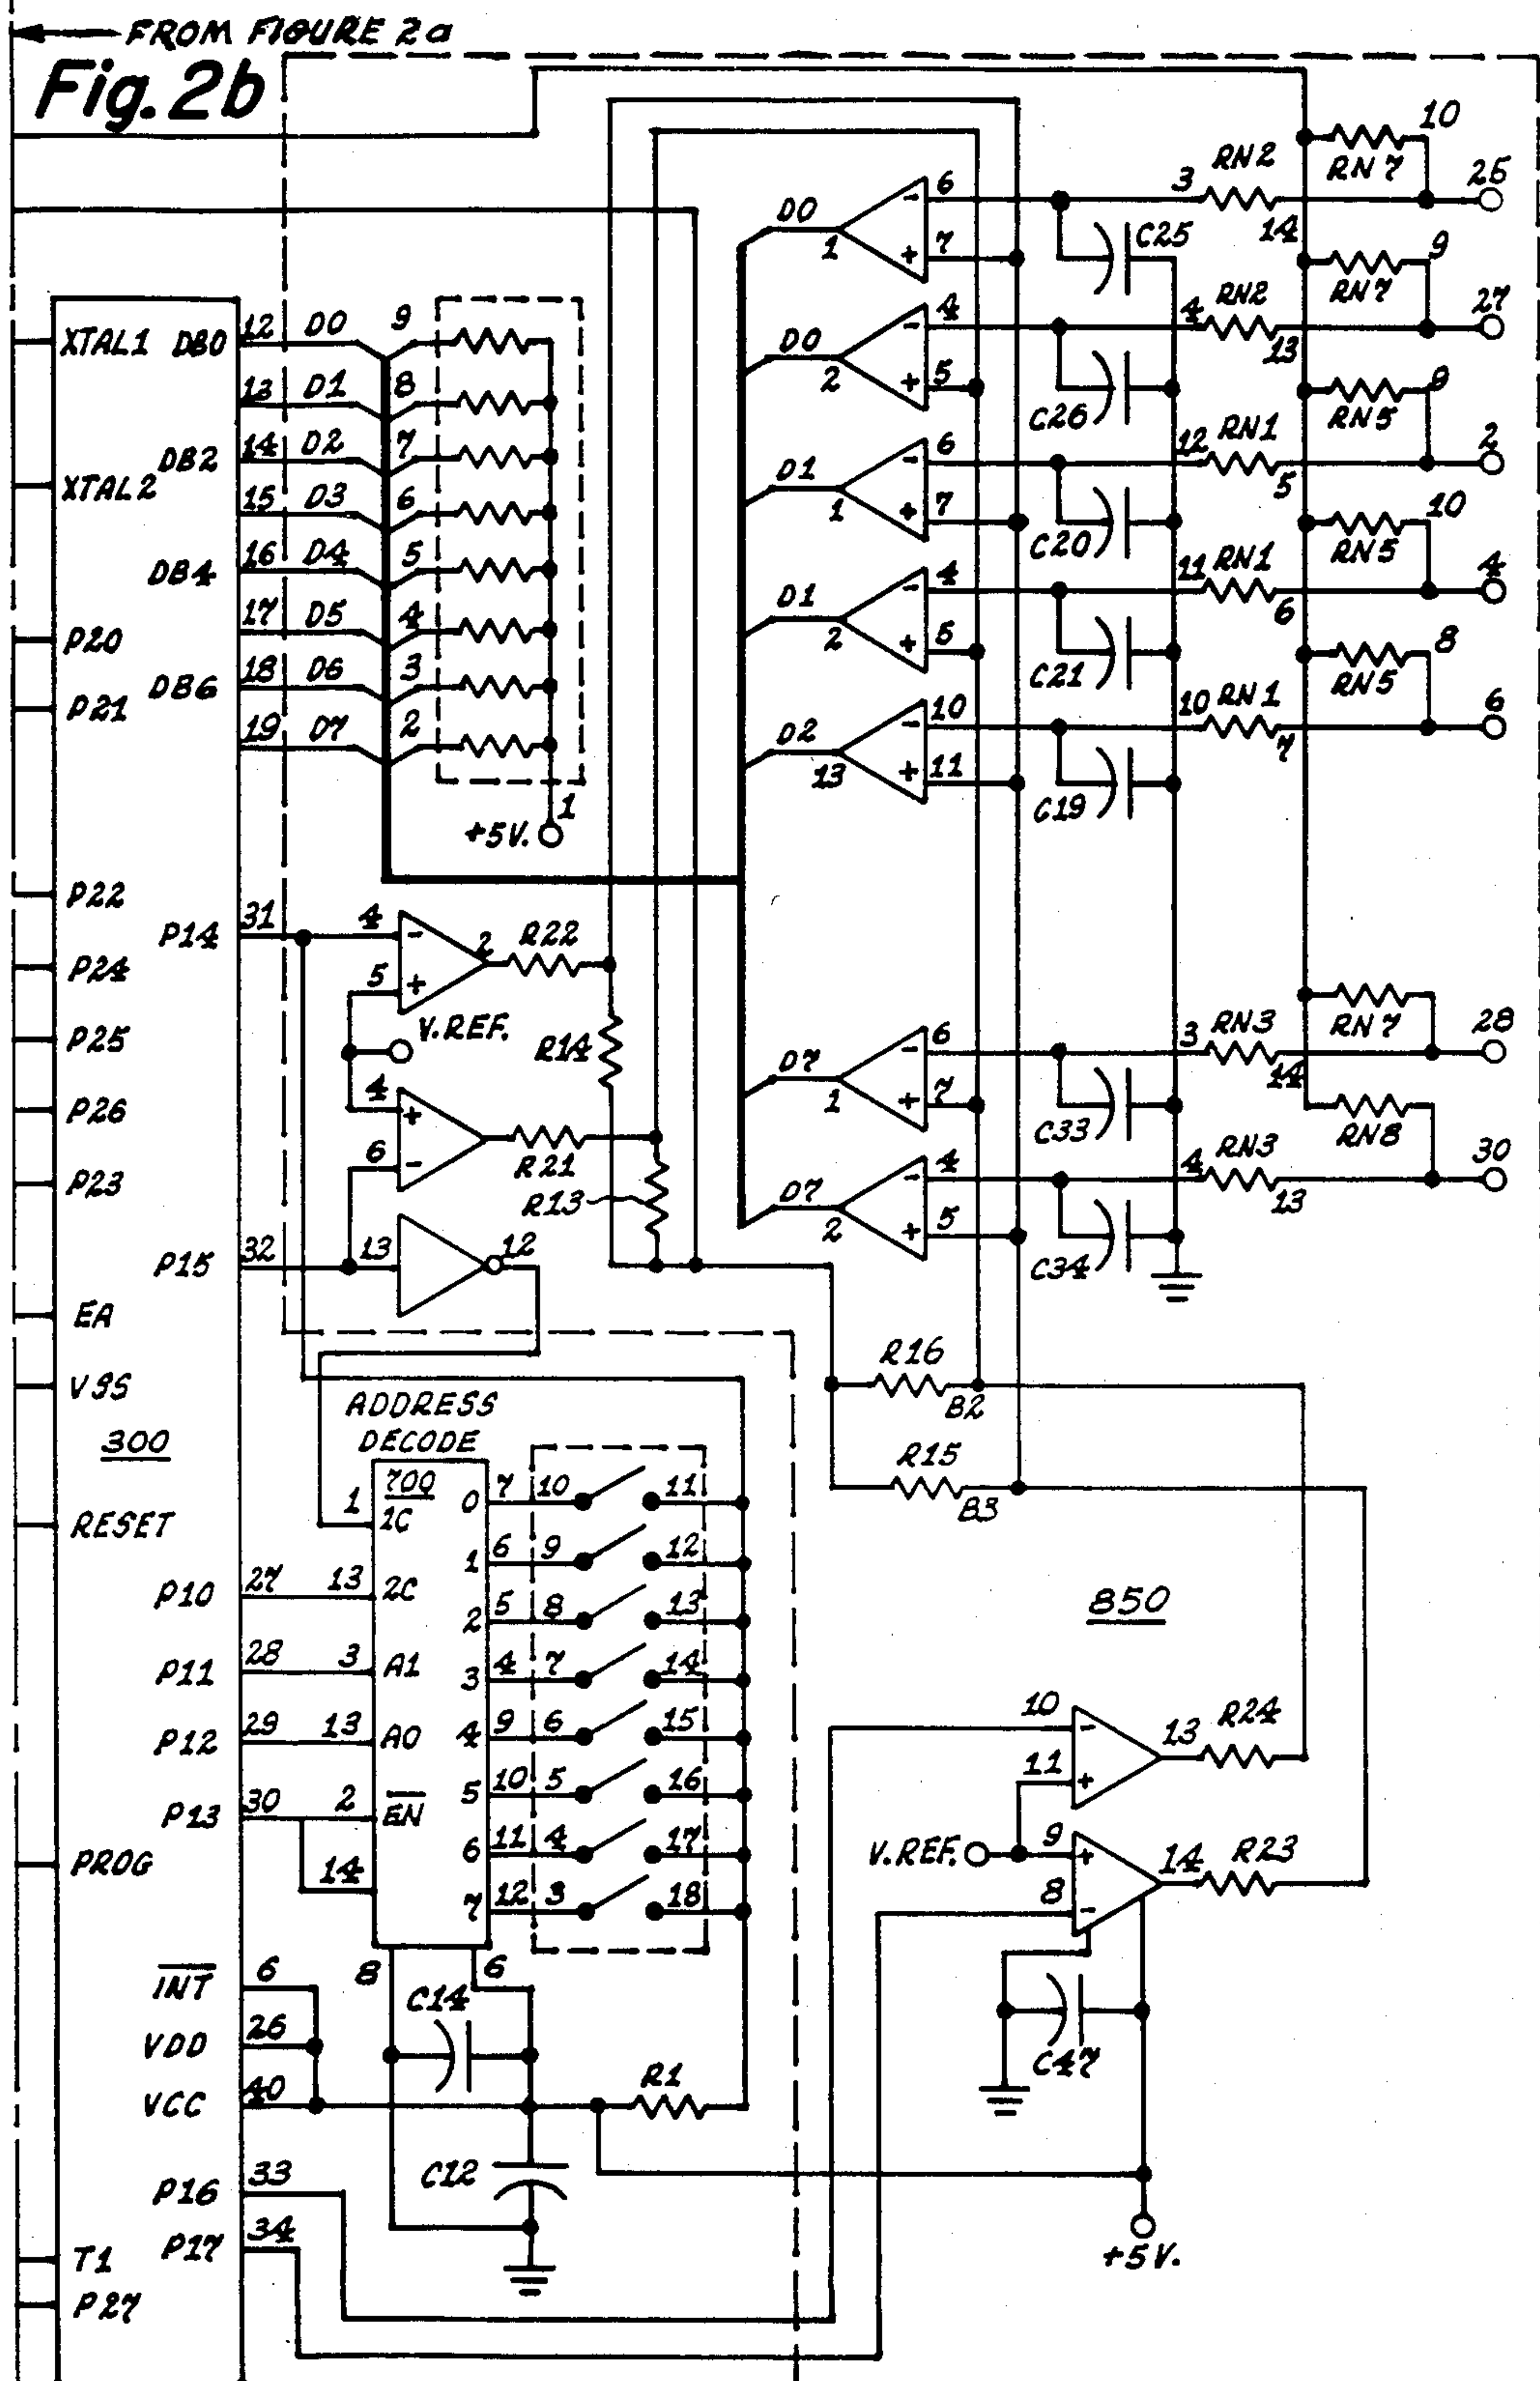 FROM FIGURE 2a
Fig. 2b
10
RN7
25
RN2
3
14
6
7
D0
1
C25
9
RN7
27
RN2
4
13
4
5
D0
2
C26
9
RN5
2
RN1
12
5
6
7
D1
1
C20
10
RN5
4
RN1
11
6
4
5
D1
2
C21
8
RN5
6
RN1
10
7
10
11
D2
13
C19
XTAL1
DB0
12
D0
9
13
D1
8
XTAL2
DB2
14
D2
7
15
D3
6
DB4
16
D4
5
17
D5
4
P20
DB6
18
D6
3
P21
19
D7
2
1
+5V.
P22
P14
31
4
5
2
R22
P24
V.REF.
R14
P25
4
6
R21
P26
R13
P23
P15
32
13
12
RN7
28
RN3
3
14
6
7
D7
1
C33
RN8
30
RN3
4
13
4
5
D7
2
C34
EA
VSS
300
RESET
R16
B2
R15
B3
ADDRESS
DECODE
700
1
1C
0
7
10
11
1
6
9
12
P10
27
13
2C
2
5
8
13
P11
28
3
A1
3
4
7
14
P12
29
13
A0
4
9
6
15
P13
30
2
EN
5
10
5
16
14
6
11
4
17
7
12
3
18
PROG
850
10
11
13
R24
V.REF.
9
8
14
R23
C47
+5V.
INT
6
8
6
C14
VDD
26
VCC
40
R1
C12
P16
33
P17
34
T1
P27